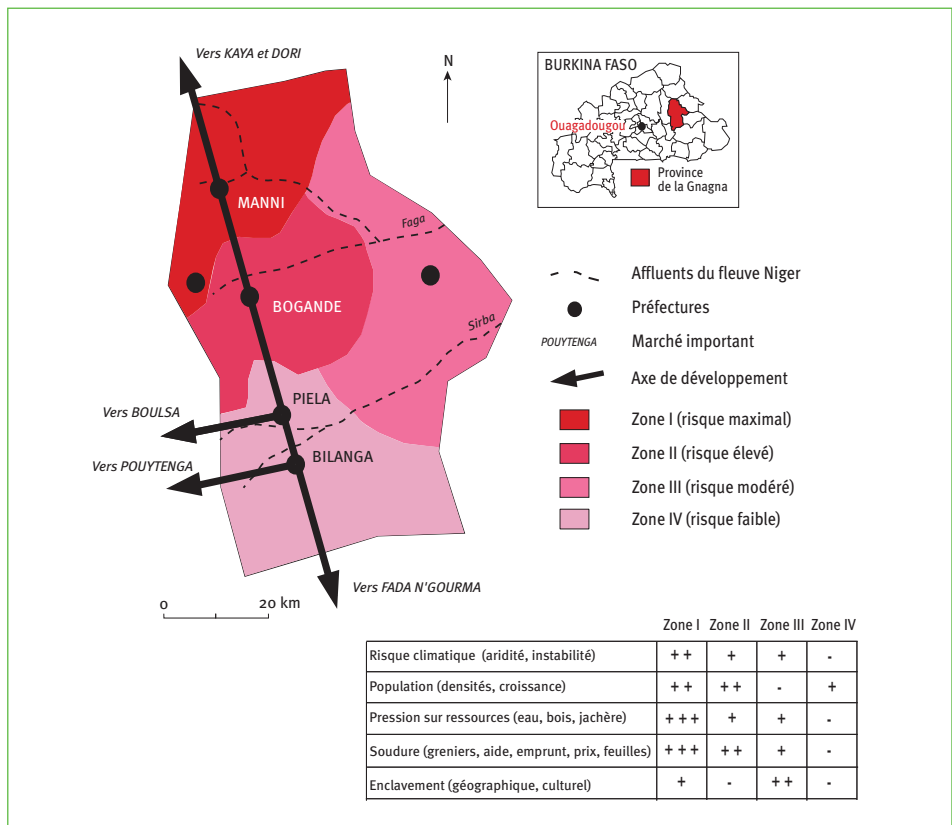 Vers KAYA et DORI
N
BURKINA FASO
Ouagadougou
Province
de la Gnagna
MANNI
Faga
BOGANDE
Sirba
PIELA
Vers BOULSA
BILANGA
Vers POUYTENGA
Vers FADA N'GOURMA
0 20 km
Affluents du fleuve Niger
Préfectures
POUYTENGA Marché important
Axe de développement
Zone I (risque maximal)
Zone II (risque élevé)
Zone III (risque modéré)
Zone IV (risque faible)
Zone I Zone II Zone III Zone IV
Risque climatique (aridité, instabilité) ++ + + -
Population (densités, croissance) ++ ++ - +
Pression sur ressources (eau, bois, jachère) +++ + + -
Soudure (greniers, aide, emprunt, prix, feuilles) +++ ++ + -
Enclavement (géographique, culturel) + - ++ -